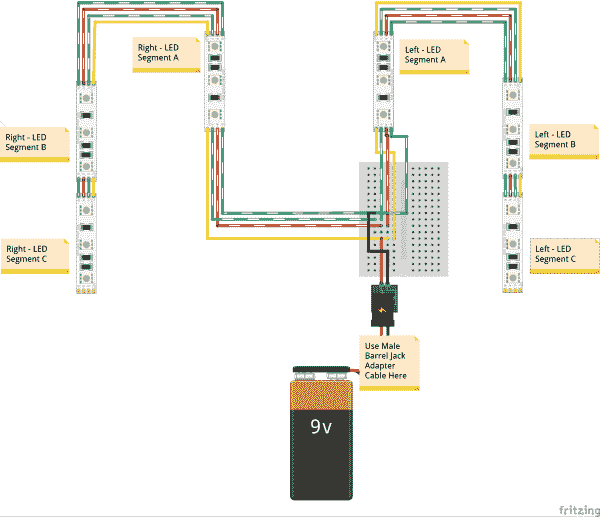 Right - LED
Segment A
Left - LED
Segment A
Right - LED
Segment B
Left - LED
Segment B
Right - LED
Segment C
Left - LED
Segment C
Use Male
Barrel Jack
Adapter
Cable Here
9v
fritzing